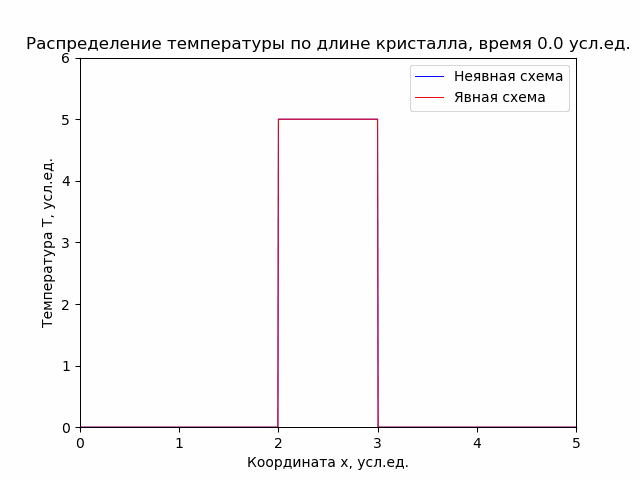 Распределение температуры по длине кристалла, время 0.0 усл.ед.
6
5
4
3
2
1
0
Температура T, усл.ед.
Неявная схема
Явная схема
0 1 2 3 4 5
Координата x, усл.ед.